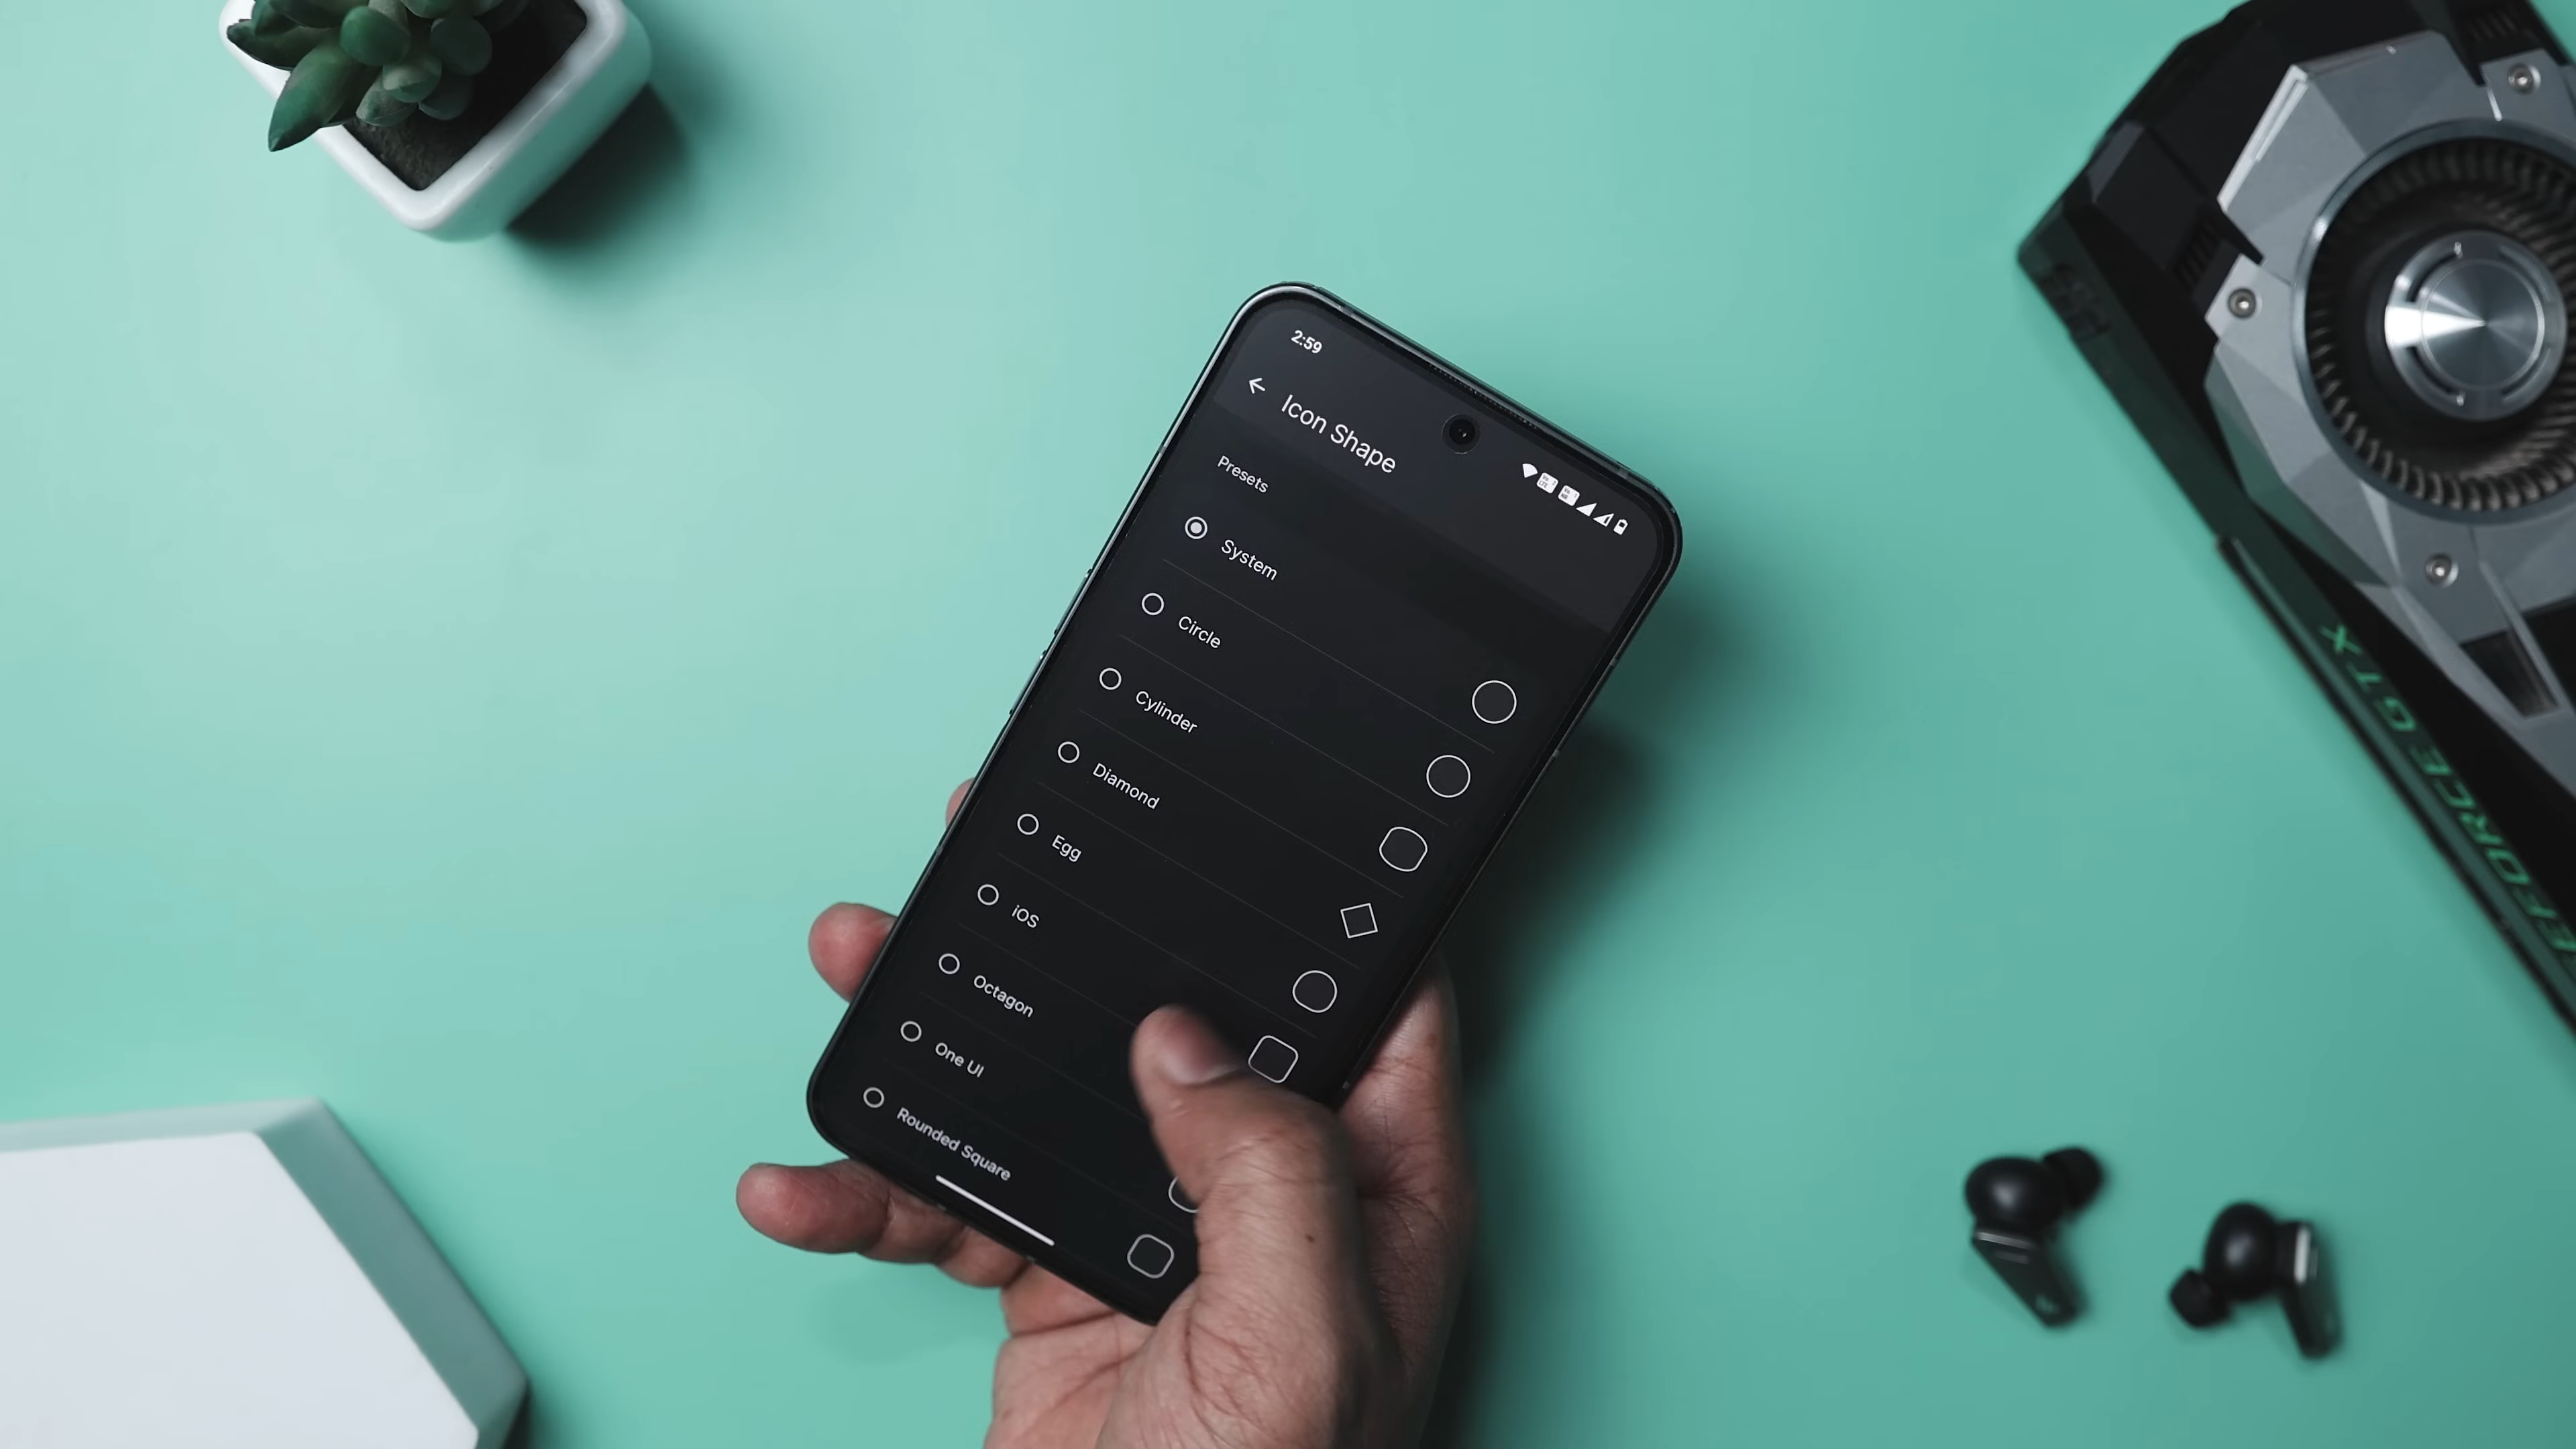 2:59
Icon Shape
Presets
System
Circle
Cylinder
Diamond
Egg
iOS
Octagon
One UI
Rounded Square
GEFORCE GTX